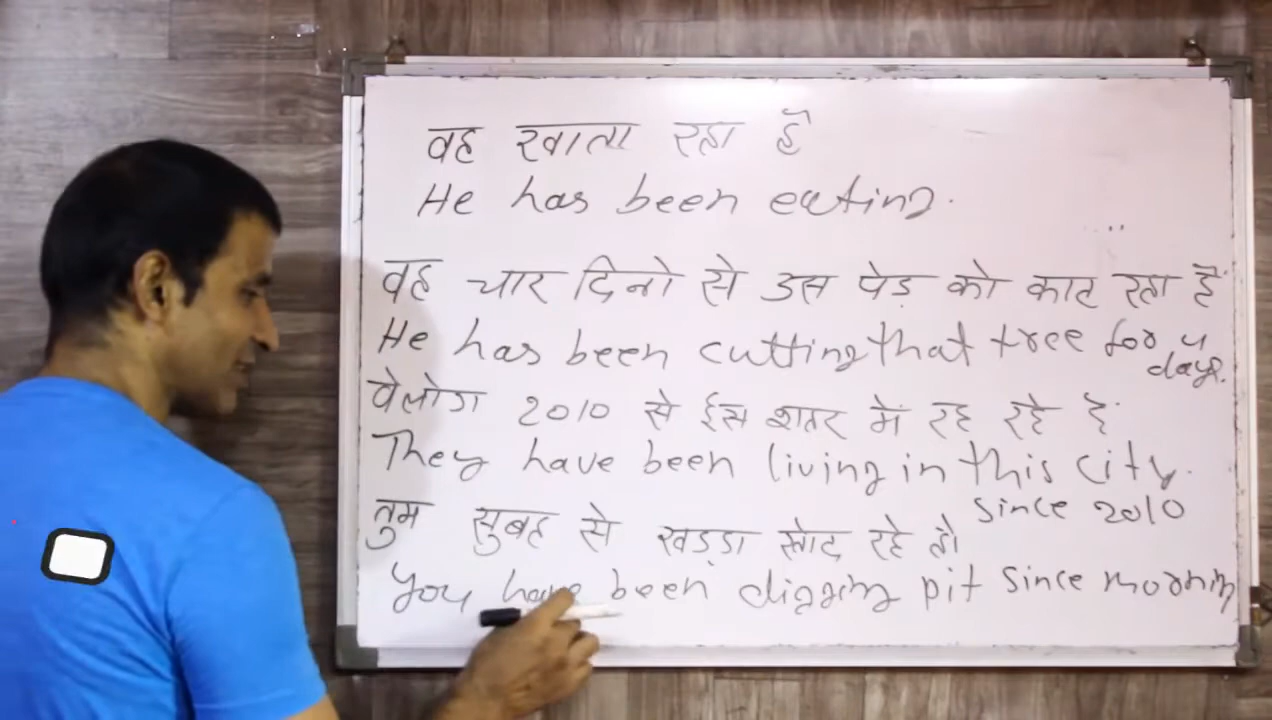 वह खाता रहा है
He has been eating.
वह चार दिनो से उस पेड़ को काट रहा हैं
He has been cutting that tree for 4
days.
वेलोग 2010 से ईस शहर में रह रहे हैं
They have been living in this city.
since 2010
तुम सुबह से खड्डा खोद रहे हो
You have been digging pit since morning